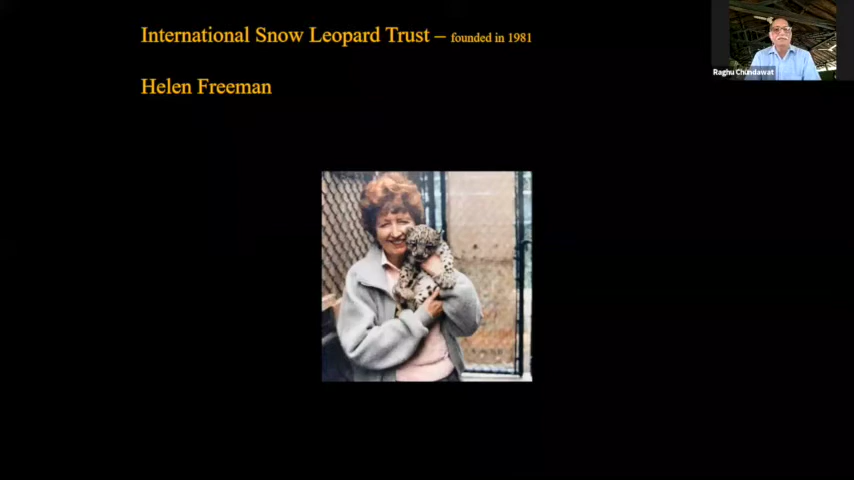 International Snow Leopard Trust – founded in 1981
Helen Freeman
Raghu Chundawat